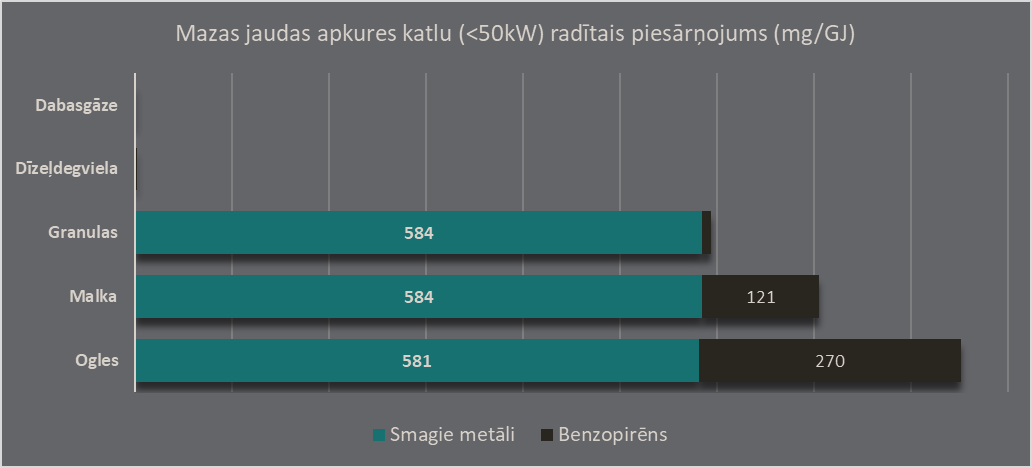 Mazas jaudas apkures katlu (<50kW) radītais piesārņojums (mg/GJ)
Dabasgāze
Dīzeļdegviela
Granulas 584
Malka 584 121
Ogles 581 270
Smagie metāli Benzopirēns